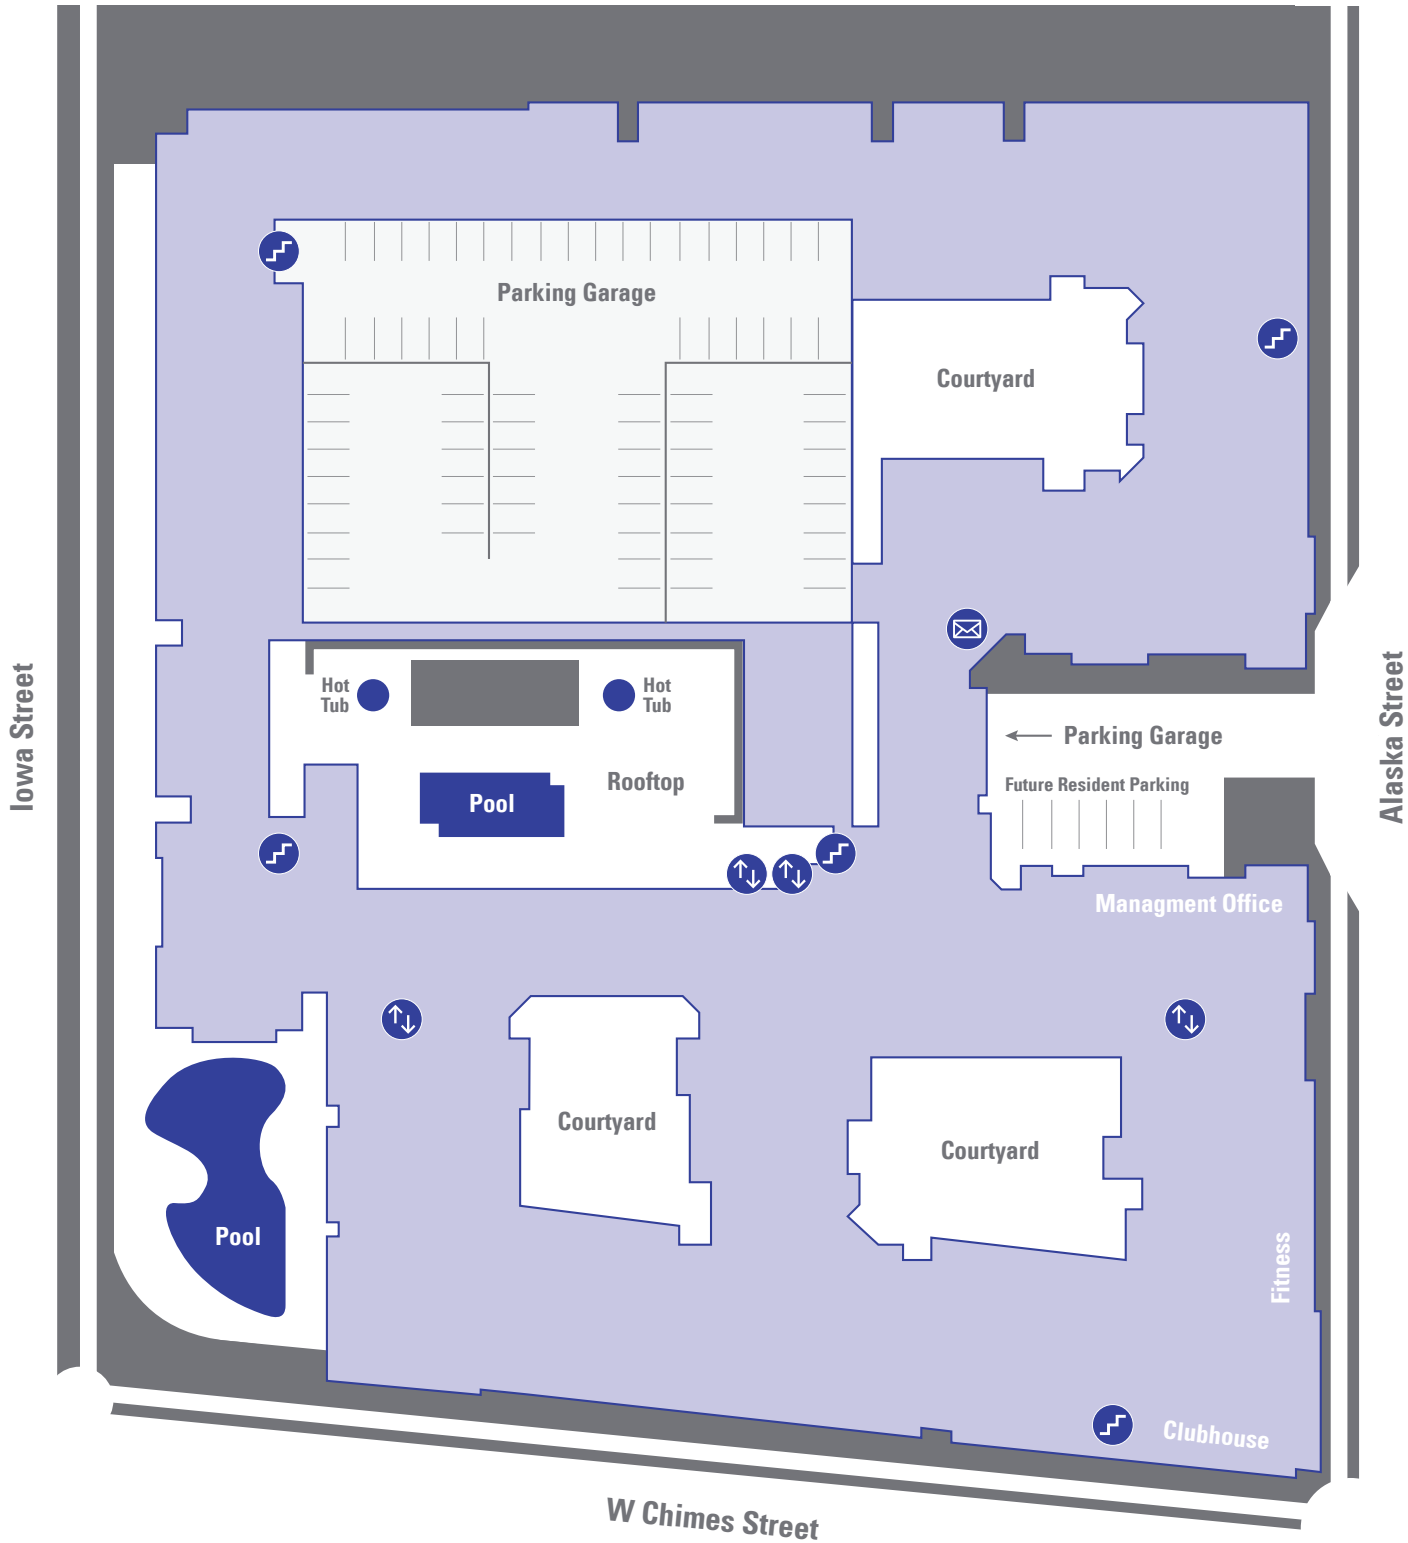 Parking Garage
Courtyard
Hot
Tub
Hot
Tub
Iowa Street
Alaska Street
Parking Garage
Rooftop
Future Resident Parking
Pool
Managment Office
Courtyard
Courtyard
Pool
Fitness
Clubhouse
W Chimes Street